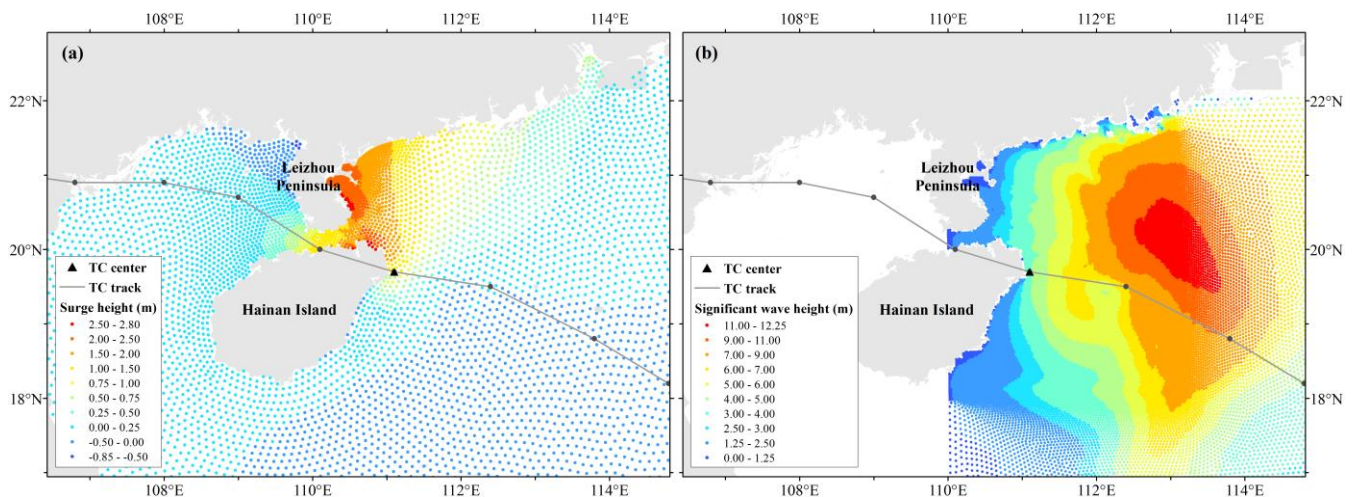 108°E 110°E 112°E 114°E 108°E 110°E 112°E 114°E
(a)
22°N
20°N
18°N
Leizhou
Peninsula
Hainan Island
TC center
TC track
Surge height (m)
2.50 - 2.80
2.00 - 2.50
1.50 - 2.00
1.00 - 1.50
0.75 - 1.00
0.50 - 0.75
0.25 - 0.50
0.00 - 0.25
-0.50 - 0.00
-0.85 - -0.50
(b)
Leizhou
Peninsula
Hainan Island
TC center
TC track
Significant wave height (m)
11.00 - 12.25
9.00 - 11.00
7.00 - 9.00
6.00 - 7.00
5.00 - 6.00
4.00 - 5.00
3.00 - 4.00
2.50 - 3.00
1.25 - 2.50
0.00 - 1.25
22°N
20°N
18°N
108°E 110°E 112°E 114°E 108°E 110°E 112°E 114°E